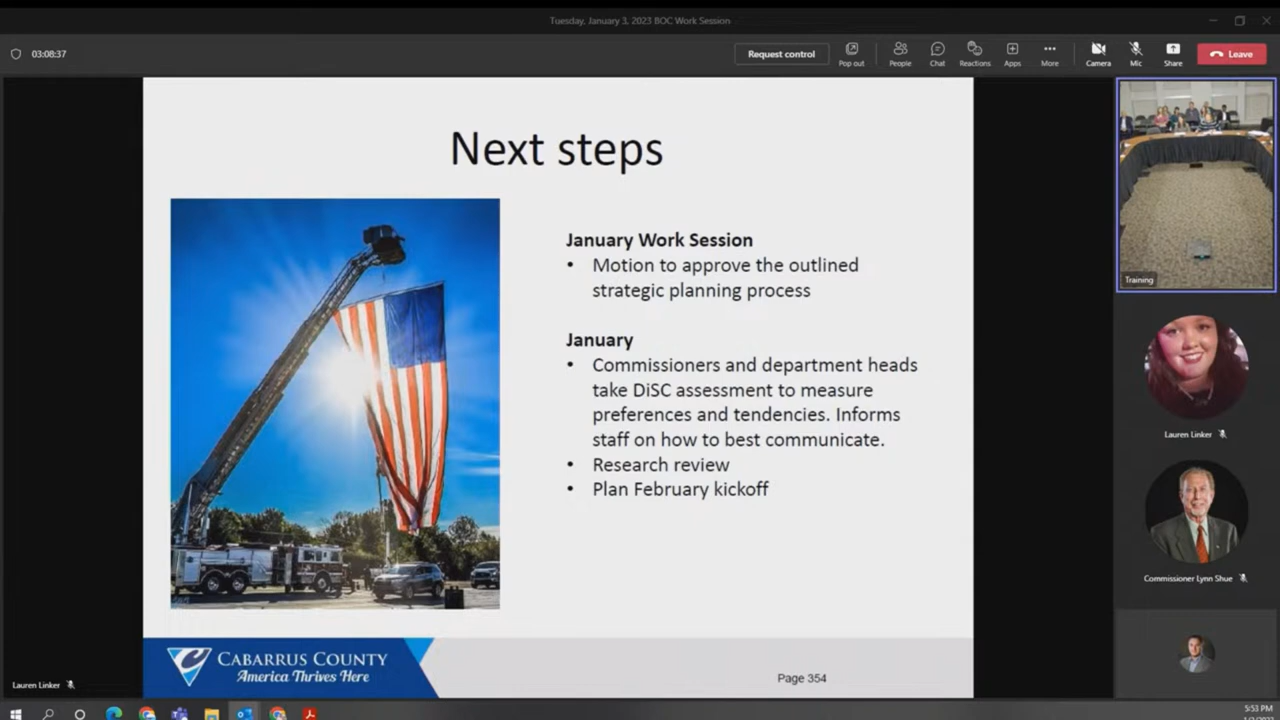 Tuesday, January 3, 2023 BOC Work Session
03:08:37
Request control
Pop out
People
Chat
Reactions
Apps
More
Camera
Mic
Share
Leave
Next steps
January Work Session
• Motion to approve the outlined
strategic planning process
January
• Commissioners and department heads
take DiSC assessment to measure
preferences and tendencies. Informs
staff on how to best communicate.
• Research review
• Plan February kickoff
CABARRUS COUNTY
America Thrives Here
Page 354
Training
Lauren Linker
Commissioner Lynn Shue
Lauren Linker
5:53 PM